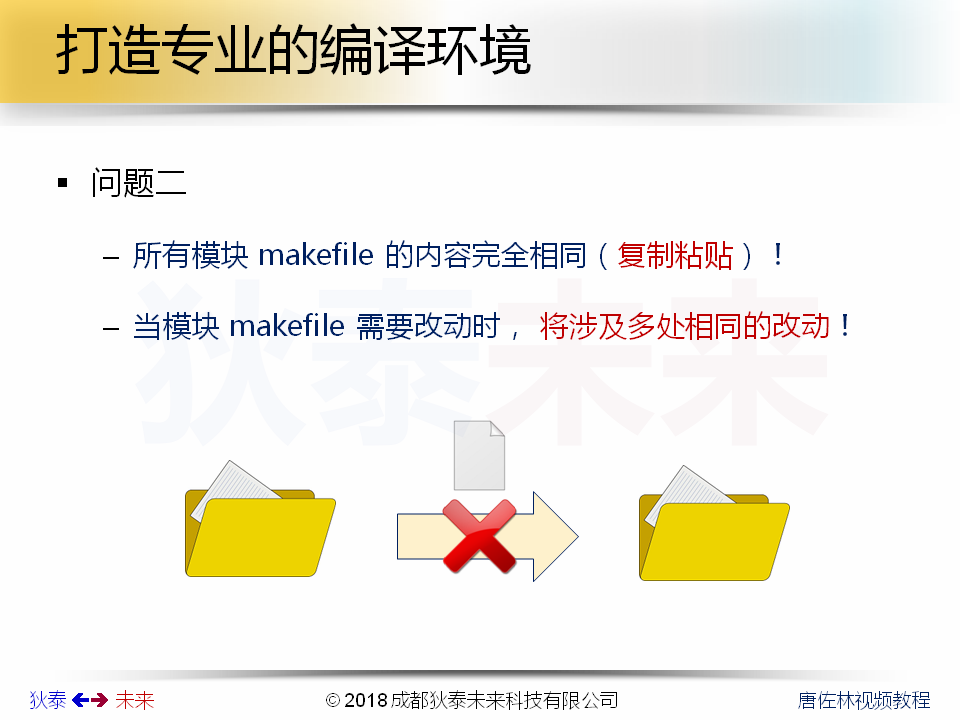 打造专业的编译环境
▪ 问题二
– 所有模块 makefile 的内容完全相同（复制粘贴）！
– 当模块 makefile 需要改动时，将涉及多处相同的改动！
狄泰未来
狄泰 未来
© 2018 成都狄泰未来科技有限公司
唐佐林视频教程